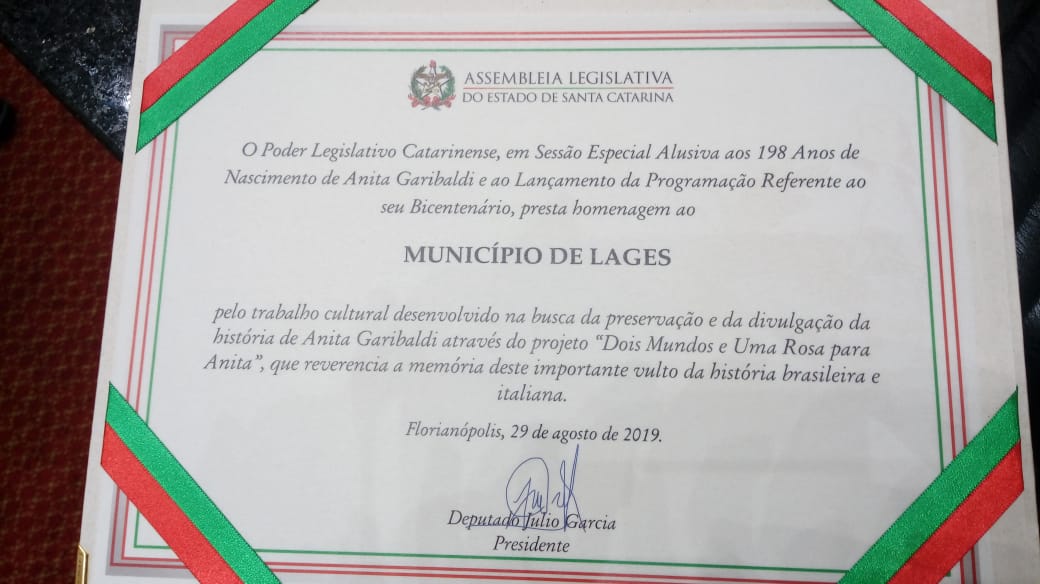 ASSEMBLEIA LEGISLATIVA
DO ESTADO DE SANTA CATARINA
O Poder Legislativo Catarinense, em Sessão Especial Alusiva aos 198 Anos de
Nascimento de Anita Garibaldi e ao Lançamento da Programação Referente ao
seu Bicentenário, presta homenagem ao
MUNICÍPIO DE LAGES
pelo trabalho cultural desenvolvido na busca da preservação e da divulgação da
história de Anita Garibaldi através do projeto “Dois Mundos e Uma Rosa para
Anita”, que reverencia a memória deste importante vulto da história brasileira e
italiana.
Florianópolis, 29 de agosto de 2019.
Deputado Julio Garcia
Presidente